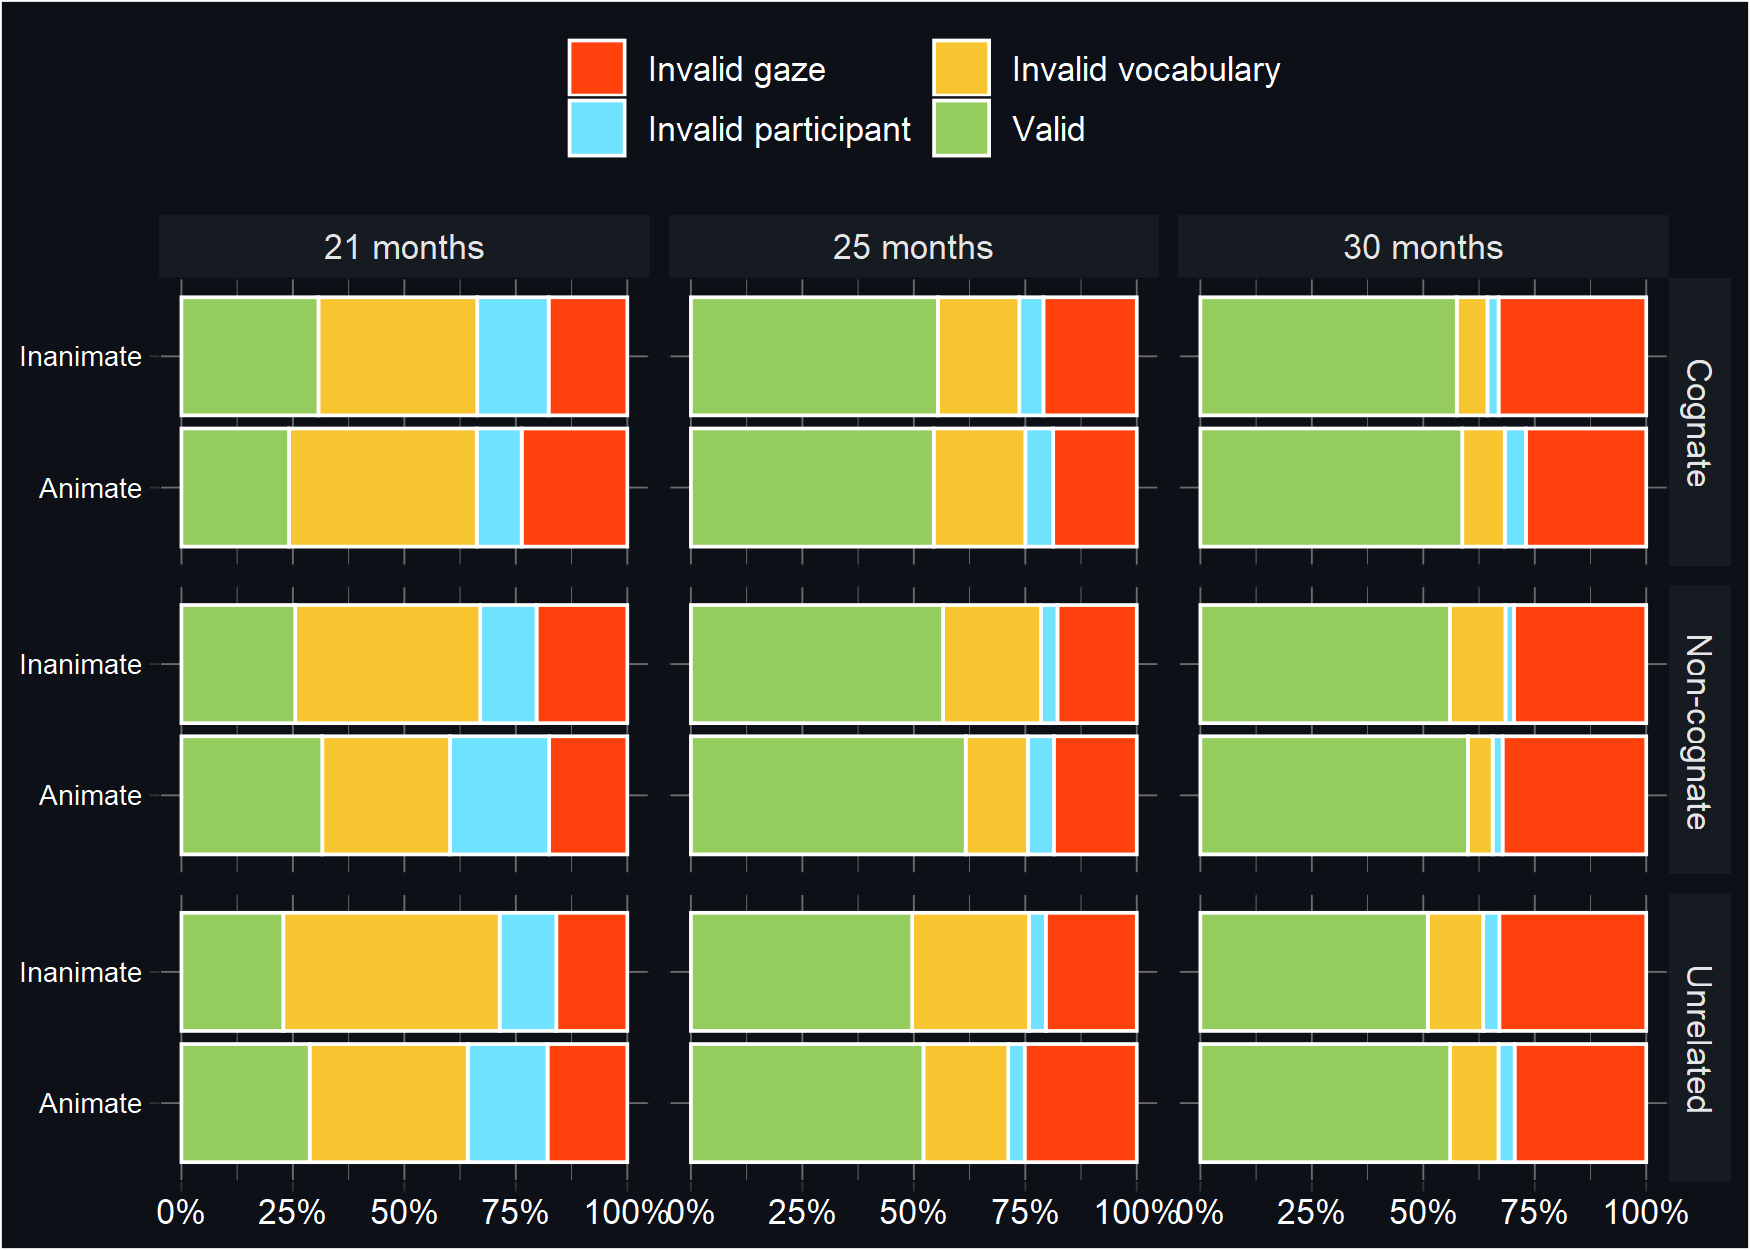 Invalid gaze
Invalid vocabulary
Invalid participant
Valid
21 months
25 months
30 months
Inanimate
Animate
Cognate
Inanimate
Animate
Non-cognate
Inanimate
Animate
Unrelated
0% 25% 50% 75% 100%
0% 25% 50% 75% 100%
0% 25% 50% 75% 100%